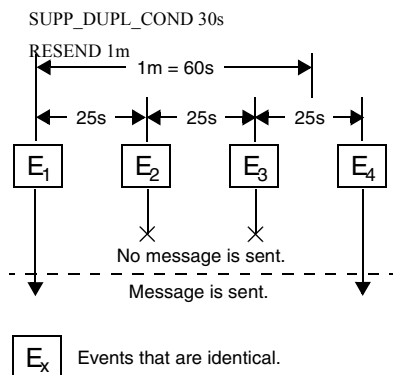 SUPP_DUPL_COND 30s
RESEND 1m
1m = 60s
25s 25s 25s
E1 E2 E3 E4
No message is sent.
Message is sent.
Ex Events that are identical.